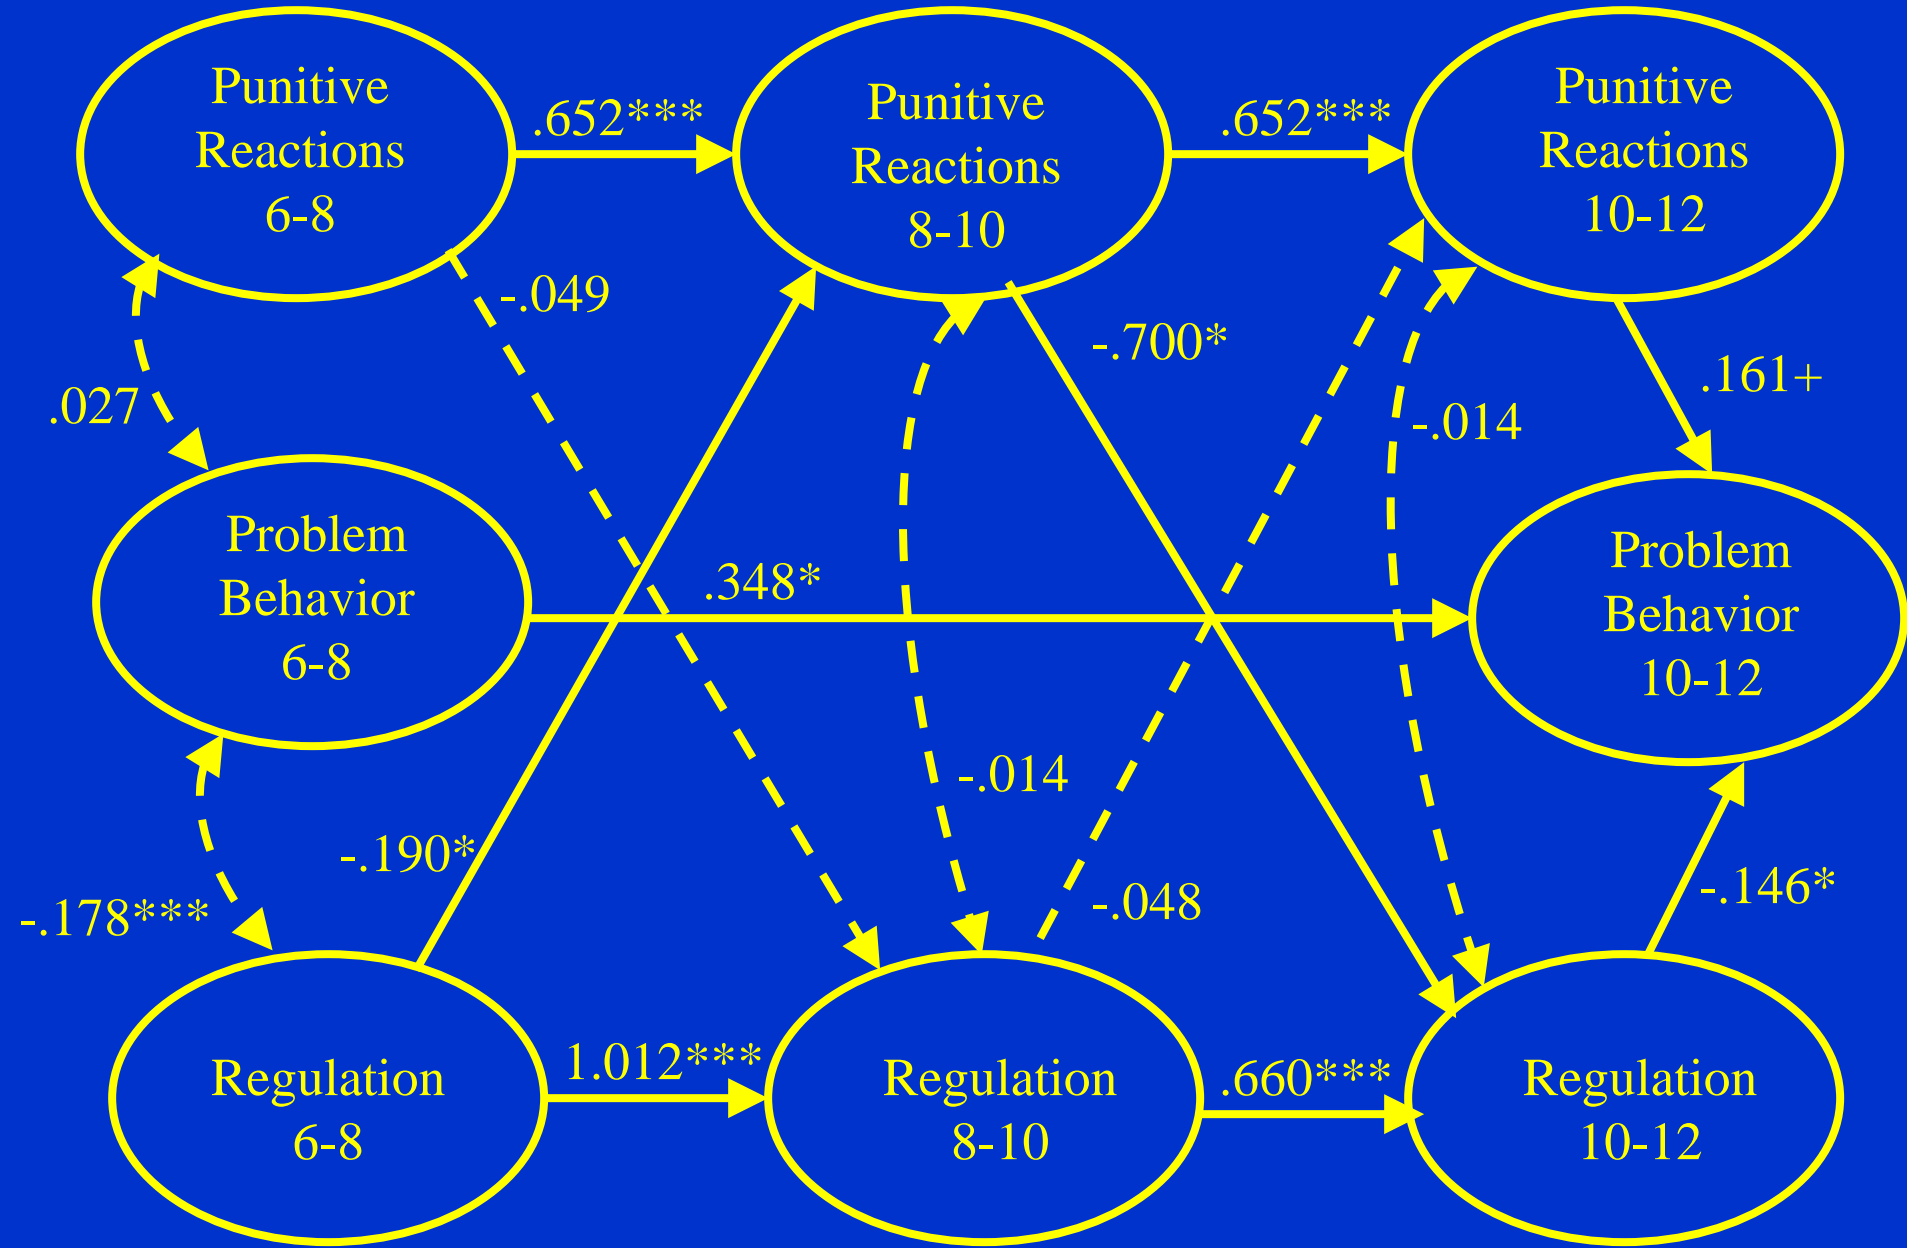 Punitive
Reactions
6-8
.652***
Punitive
Reactions
8-10
.652***
Punitive
Reactions
10-12
-.049
-.700*
.027
-.014
.161+
Problem
Behavior
6-8
.348*
Problem
Behavior
10-12
-.014
-.190*
-.178***
-.048
-.146*
Regulation
6-8
1.012***
Regulation
8-10
.660***
Regulation
10-12